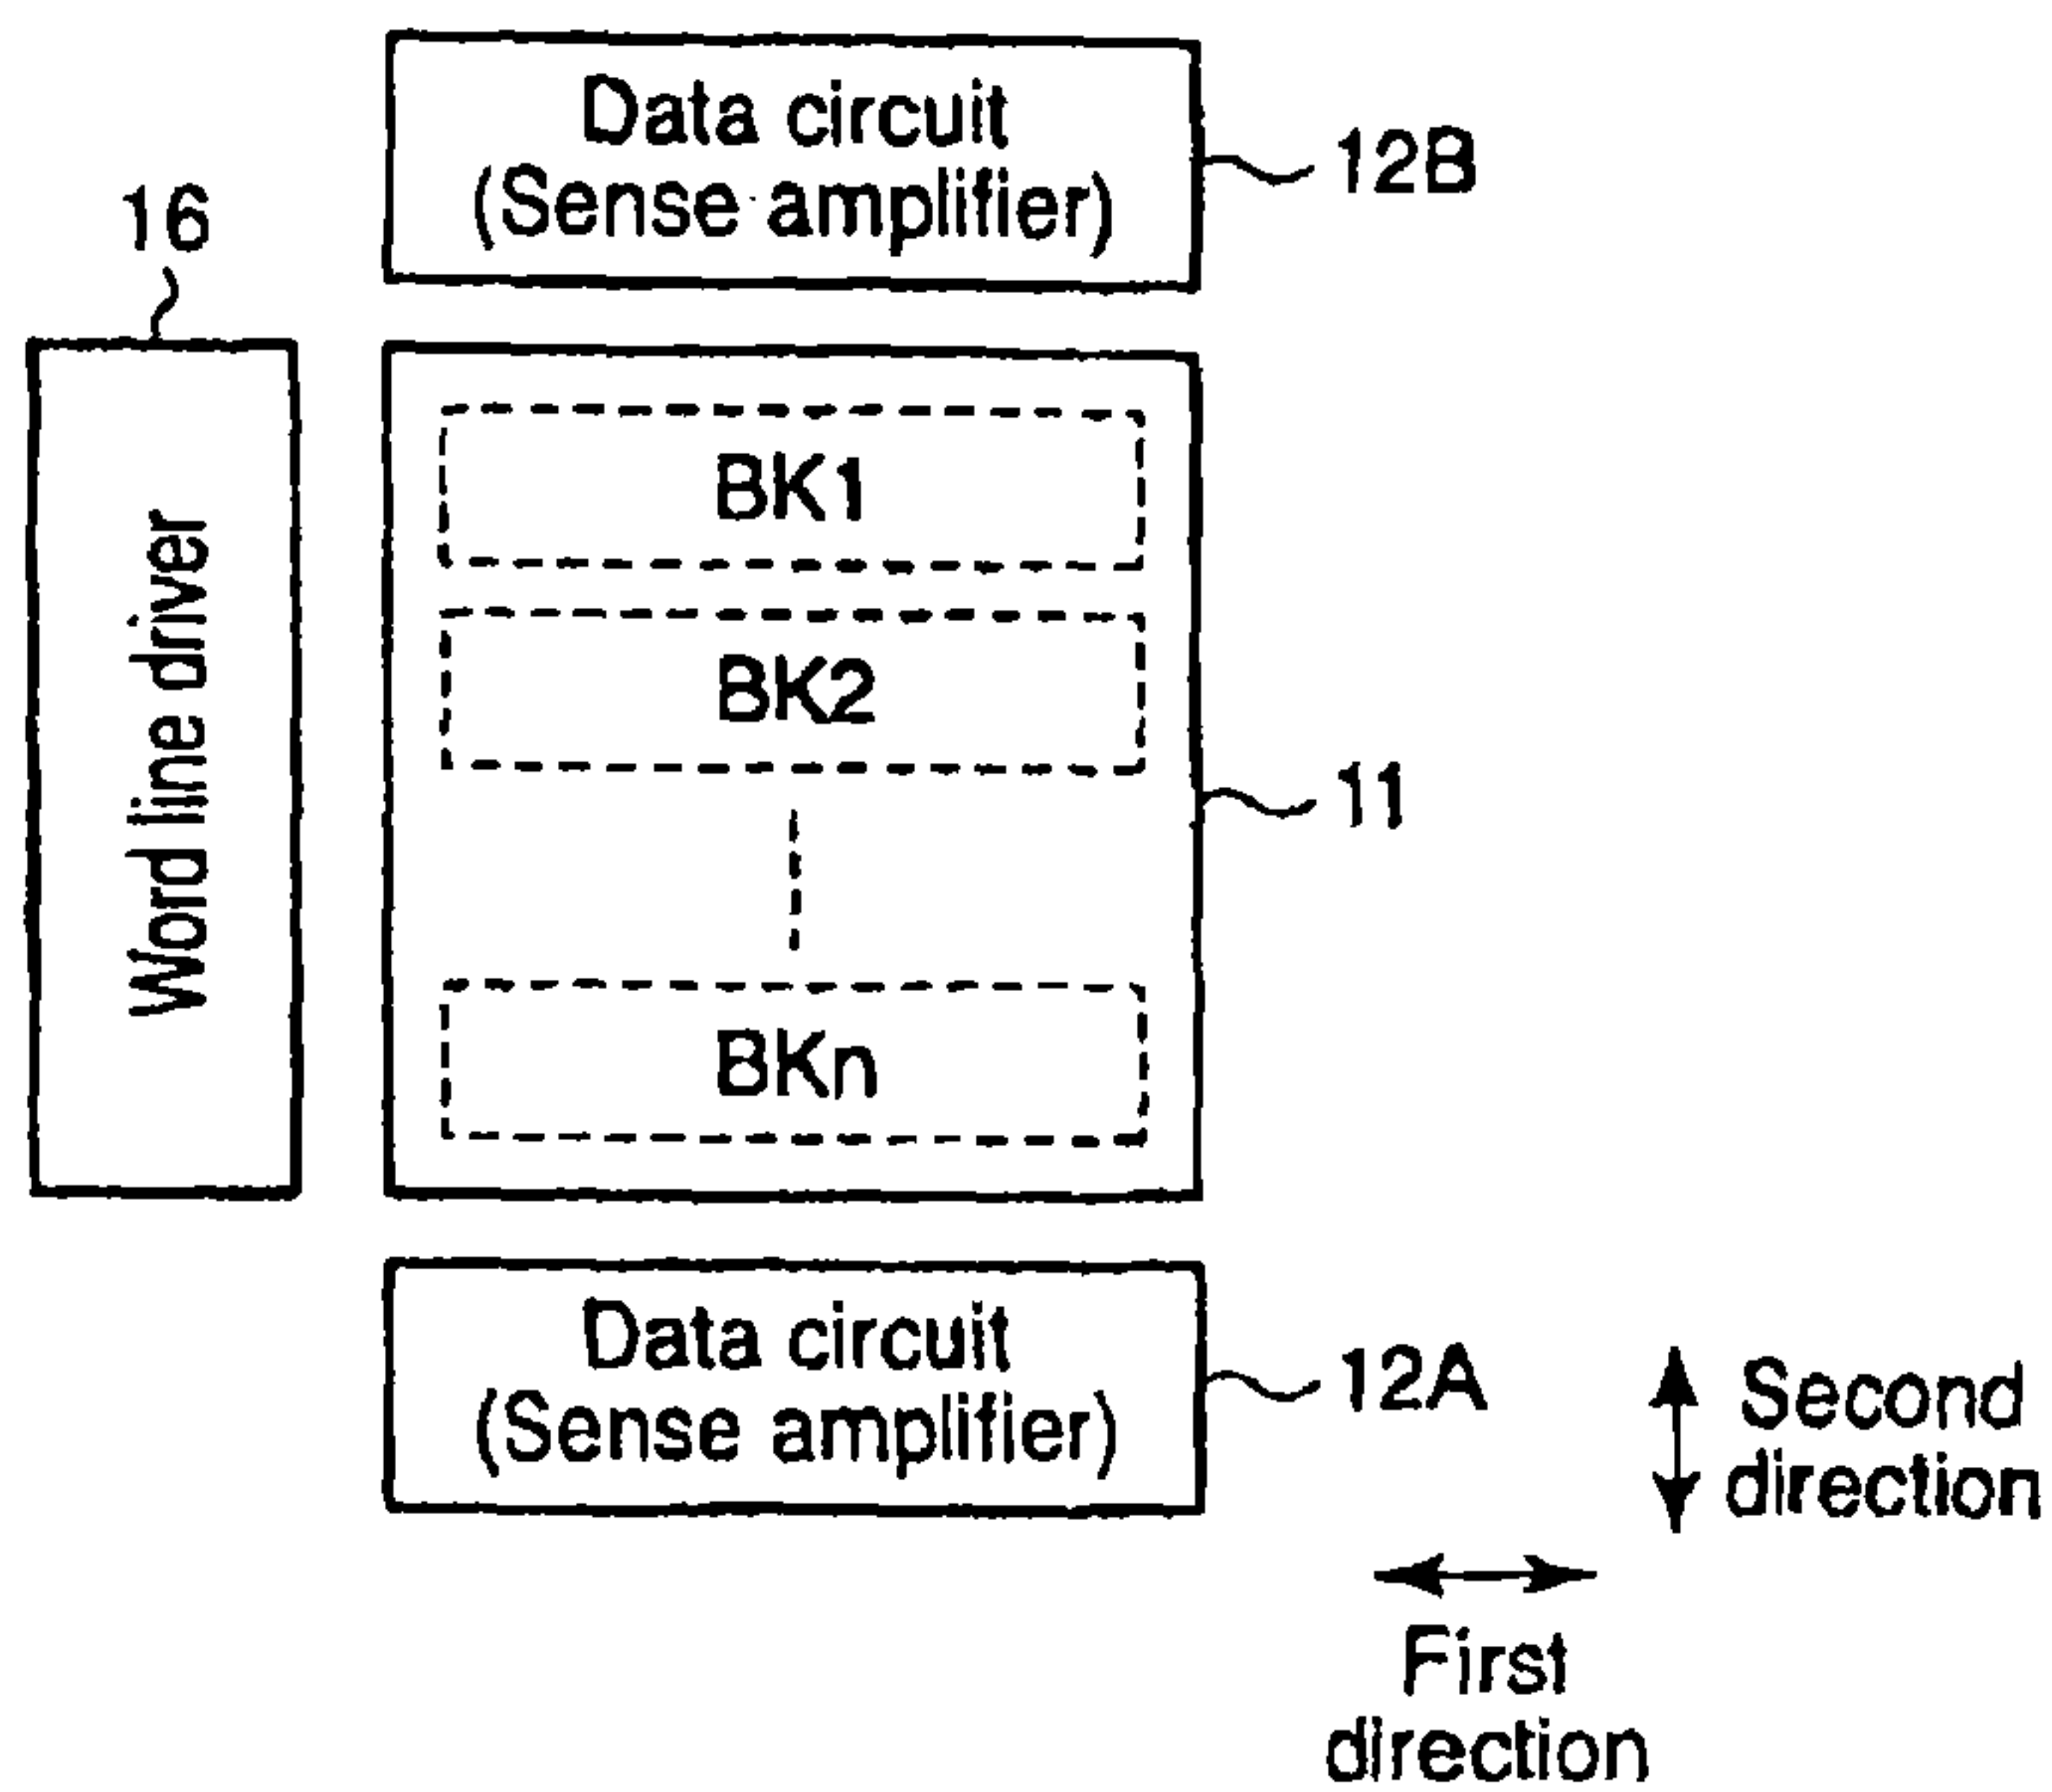 Data circuit
(Sense amplifier)
12B
16
Word line driver
BK1
BK2
11
BKn
Data circuit
(Sense amplifier)
12A
Second
direction
First
direction